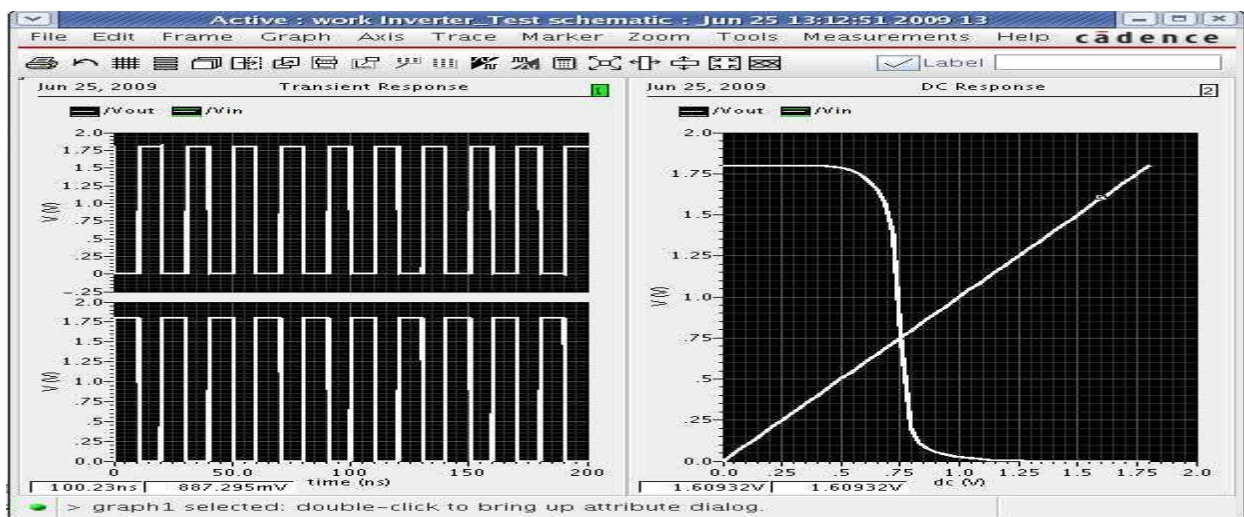 Active : work Inverter_Test schematic : Jun 25 13:12:51 2009 13
File Edit Frame Graph Axis Trace Marker Zoom Tools Measurements Help cādence
Label
Jun 25, 2009 Transient Response 1
/Vout /Vin
2.0
1.75
1.5
1.25
1.0
.75
.5
.25
0
-.25
V (V)
2.0
1.75
1.5
1.25
1.0
.75
.5
.25
0.0
V (V)
0 50.0 100 150 200
time (ns)
100.23ns 887.295mV
Jun 25, 2009 DC Response 2
/Vout /Vin
2.0
1.75
1.5
1.25
1.0
.75
.5
.25
0.0
V (V)
0.0 .25 .5 .75 1.0 1.25 1.5 1.75 2.0
dc (V)
1.60932V 1.60932V
> graph1 selected: double-click to bring up attribute dialog.